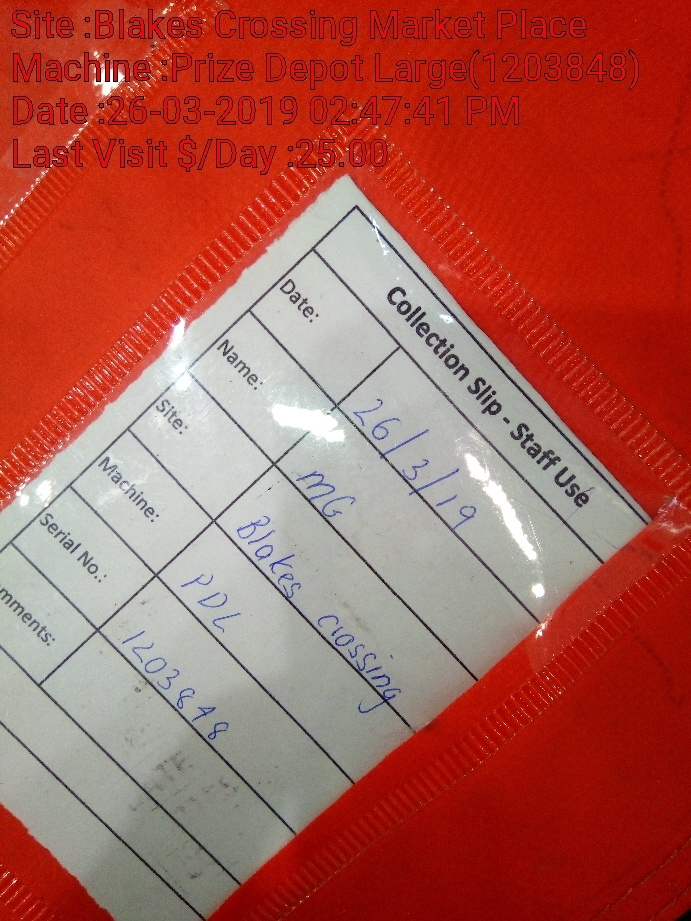 Site :Blakes Crossing Market Place
Machine :Prize Depot Large(1203848)
Date :26-03-2019 02:47:41 PM
Last Visit $/Day :25.00
Collection Slip - Staff Use
Date: 26/3/19
Name: MG
Site: Blakes crossing
Machine: PDL
Serial No.: 1203848
mments: